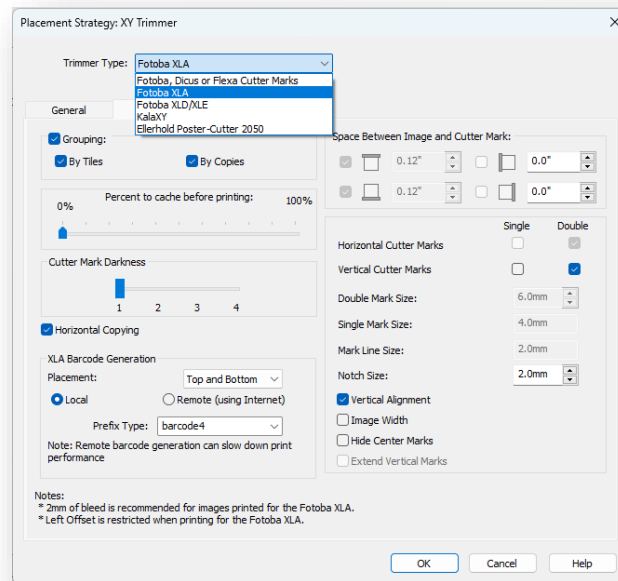 Placement Strategy: XY Trimmer
Trimmer Type:
Fotoba XLA
Fotoba, Dicus or Flexa Cutter Marks
Fotoba XLA
Fotoba XLD/XLE
KalaXY
Ellerhold Poster-Cutter 2050
General
Grouping:
By Tiles
By Copies
Percent to cache before printing:
0%
100%
Cutter Mark Darkness
1 2 3 4
Horizontal Copying
XLA Barcode Generation
Placement:
Top and Bottom
Local
Remote (using Internet)
Prefix Type:
barcode4
Note: Remote barcode generation can slow down print
performance
Space Between Image and Cutter Mark:
0.12"
0.0"
0.12"
0.0"
Single Double
Horizontal Cutter Marks
Vertical Cutter Marks
Double Mark Size:
6.0mm
Single Mark Size:
4.0mm
Mark Line Size:
2.0mm
Notch Size:
2.0mm
Vertical Alignment
Image Width
Hide Center Marks
Extend Vertical Marks
Notes:
* 2mm of bleed is recommended for images printed for the Fotoba XLA.
* Left Offset is restricted when printing for the Fotoba XLA.
OK
Cancel
Help